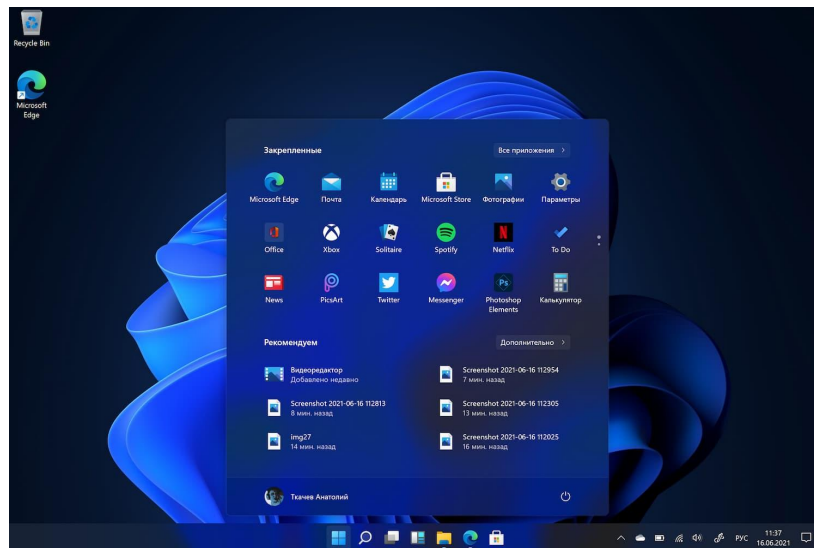 Recycle Bin
Microsoft
Edge
Закрепленные
Все приложения
Microsoft Edge
Почта
Календарь
Microsoft Store
Фотографии
Параметры
Office
Xbox
Solitaire
Spotify
Netflix
To Do
News
PicsArt
Twitter
Messenger
Photoshop
Elements
Калькулятор
Рекомендуем
Дополнительно
Видеоредактор
Добавлено недавно
Screenshot 2021-06-16 112954
7 мин. назад
Screenshot 2021-06-16 112813
8 мин. назад
Screenshot 2021-06-16 112305
13 мин. назад
img27
14 мин. назад
Screenshot 2021-06-16 112025
16 мин. назад
Ткачев Анатолий
РУС
11:37
16.06.2021